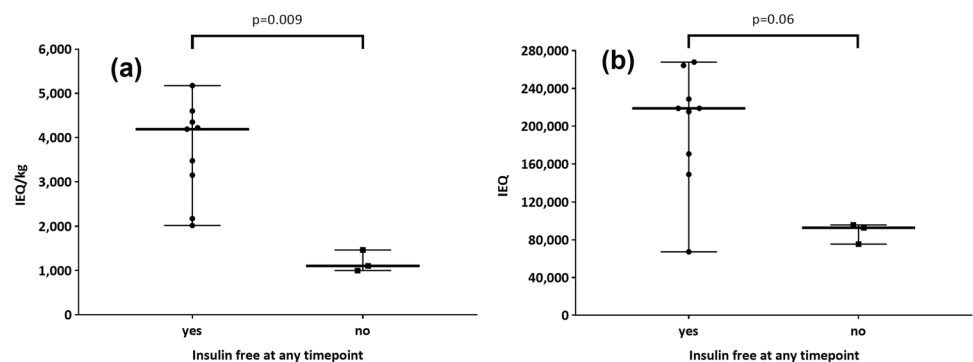 p=0.009
(a)
6,000
5,000
4,000
3,000
2,000
1,000
0
IEQ/kg
yes
no
Insulin free at any timepoint
p=0.06
(b)
280,000
240,000
200,000
160,000
120,000
80,000
40,000
0
IEQ
yes
no
Insulin free at any timepoint